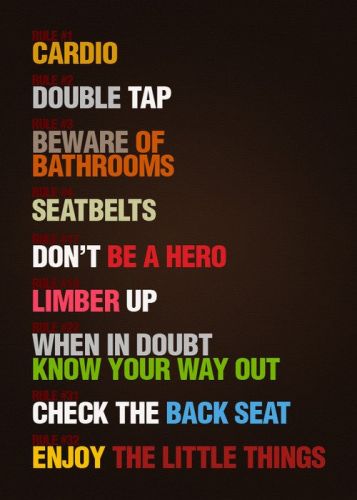 RULE #1
CARDIO
RULE #2
DOUBLE TAP
RULE #3
BEWARE OF
BATHROOMS
RULE #4
SEATBELTS
RULE #17
DON'T BE A HERO
RULE #18
LIMBER UP
RULE #22
WHEN IN DOUBT
KNOW YOUR WAY OUT
RULE #31
CHECK THE BACK SEAT
RULE #32
ENJOY THE LITTLE THINGS